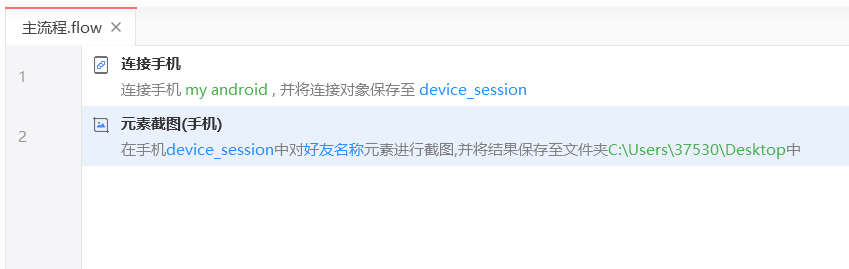 主流程.flow
1
连接手机
连接手机 my android , 并将连接对象保存至 device_session
2
元素截图(手机)
在手机device_session中对好友名称元素进行截图,并将结果保存至文件夹C:\Users\37530\Desktop中